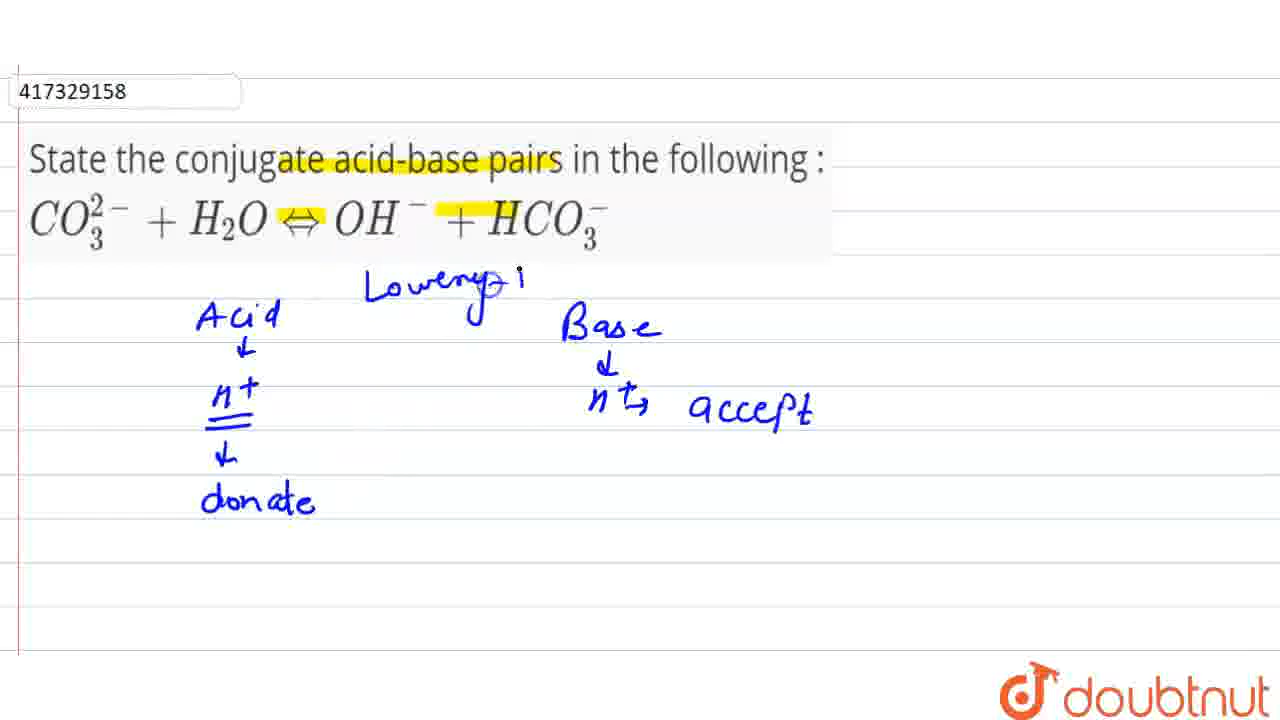 417329158
State the conjugate acid-base pairs in the following :
CO₃²⁻ + H₂O ⇔ OH⁻ + HCO₃⁻
Lowery-
Acid
Base
↓
↓
H⁺
H⁺→ accept
↓
donate
doubtnut